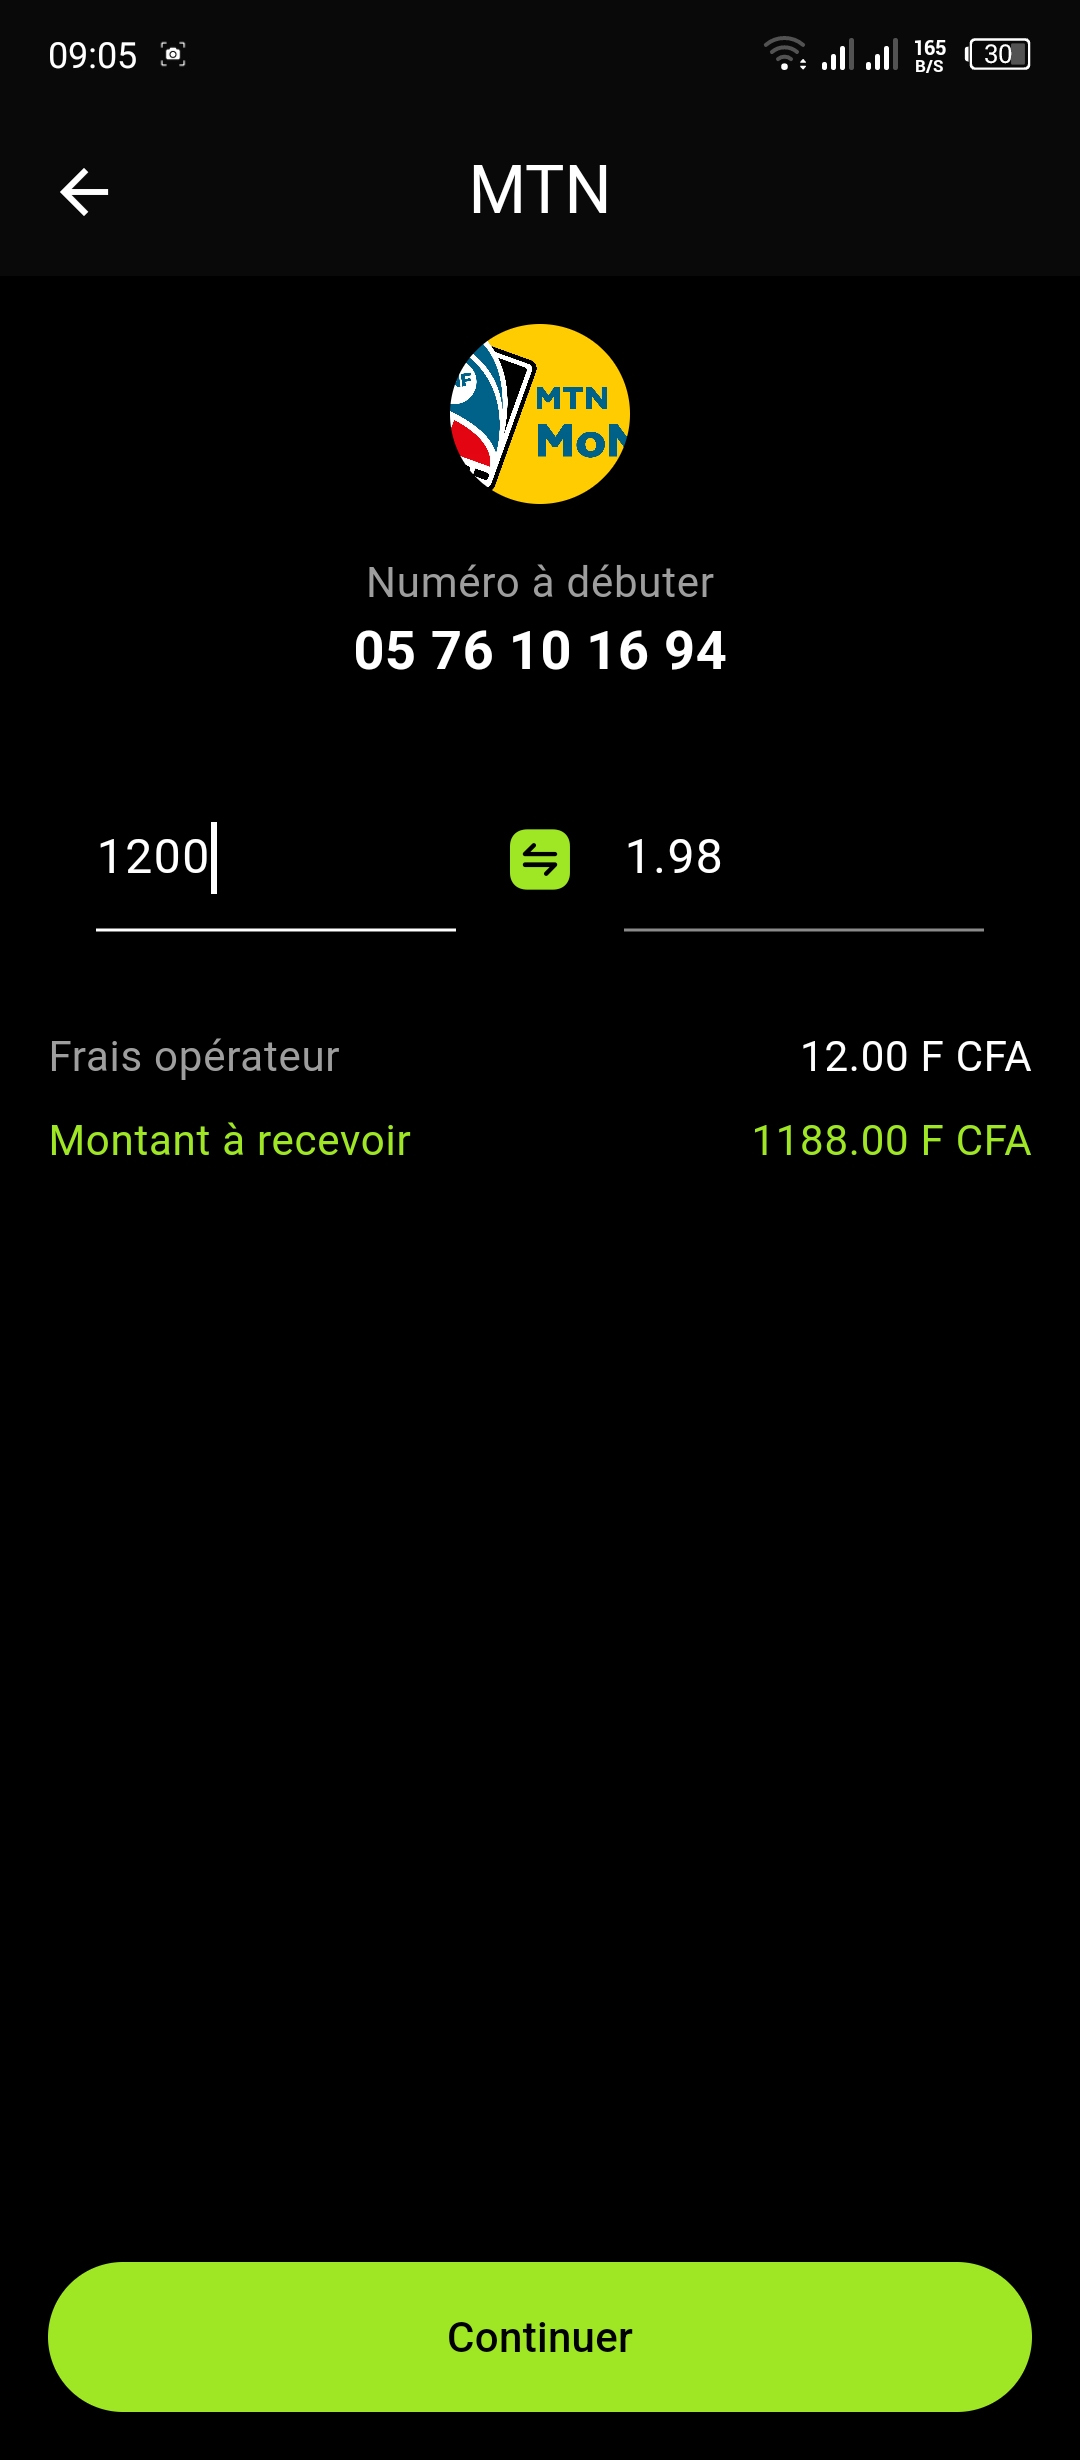 09:05
165
B/S
30
MTN
MTN
MoM
Numéro à débuter
05 76 10 16 94
1200
1.98
Frais opérateur
12.00 F CFA
Montant à recevoir
1188.00 F CFA
Continuer